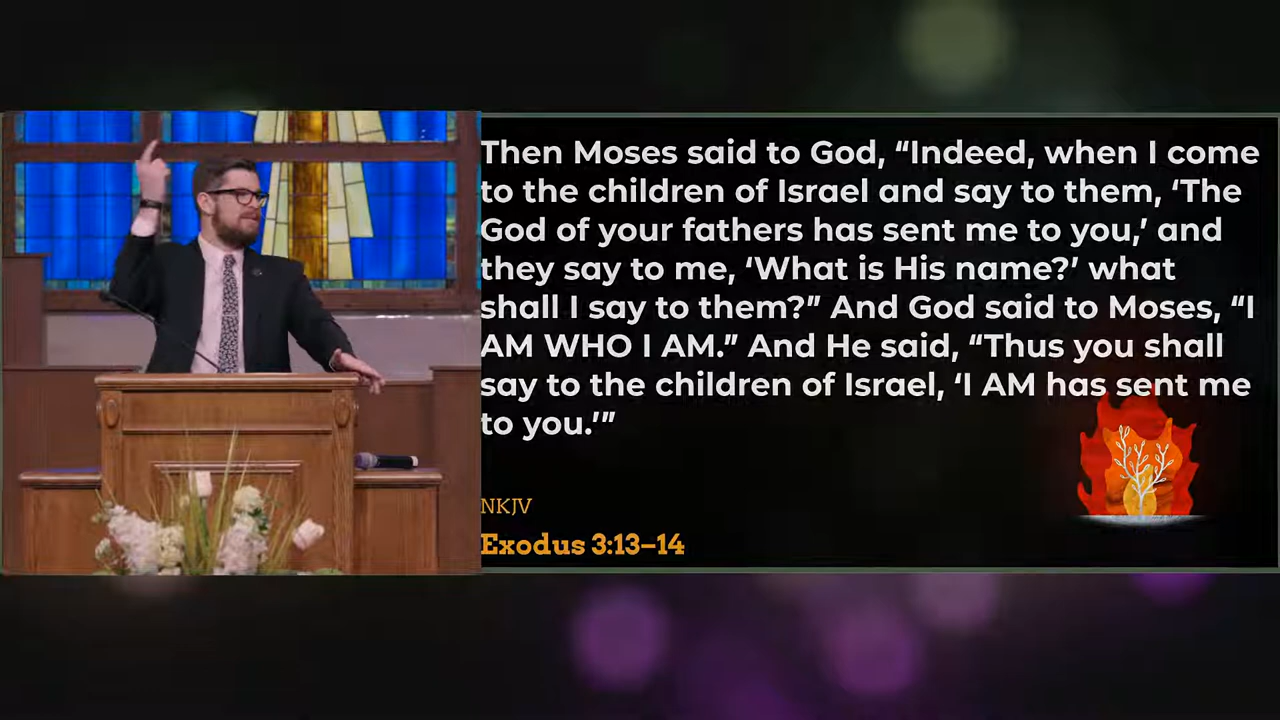 Then Moses said to God, “Indeed, when I come
to the children of Israel and say to them, ‘The
God of your fathers has sent me to you,’ and
they say to me, ‘What is His name?’ what
shall I say to them?” And God said to Moses, “I
AM WHO I AM.” And He said, “Thus you shall
say to the children of Israel, ‘I AM has sent me
to you.’”
NKJV
Exodus 3:13–14